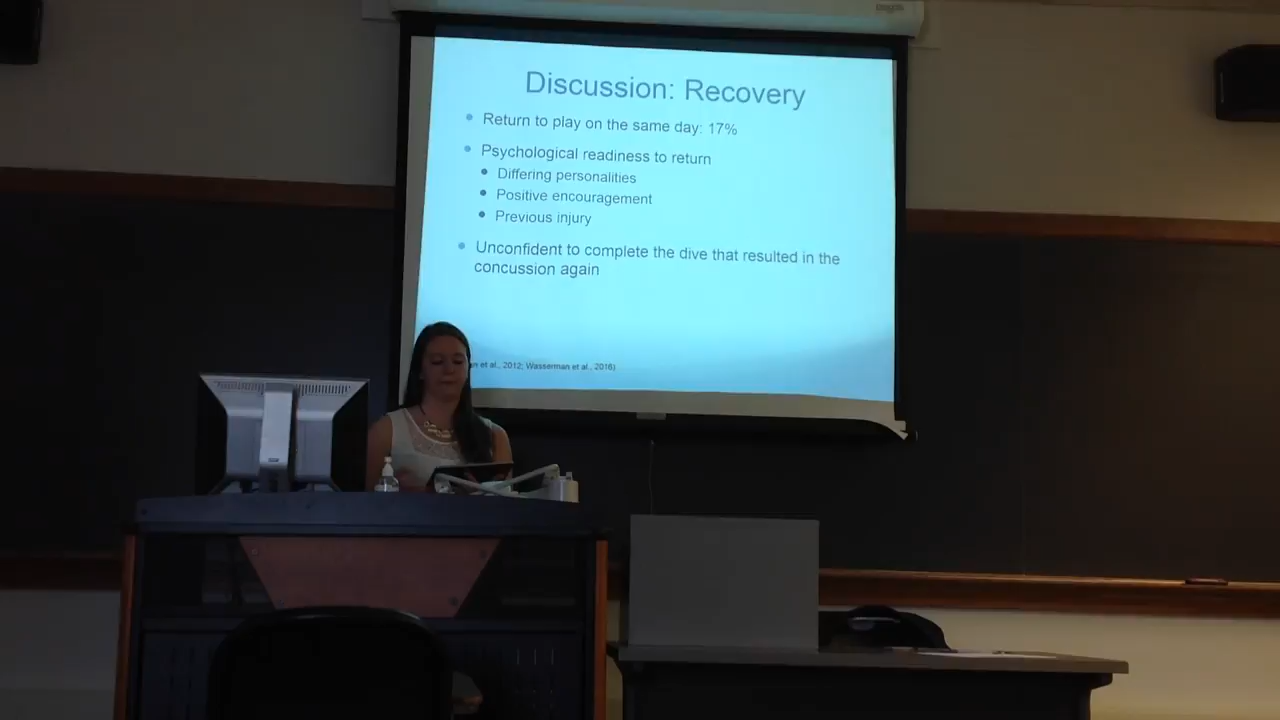 Discussion: Recovery
Return to play on the same day: 17%
Psychological readiness to return
Differing personalities
Positive encouragement
Previous injury
Unconfident to complete the dive that resulted in the
concussion again
et al., 2012; Wasserman et al., 2016)